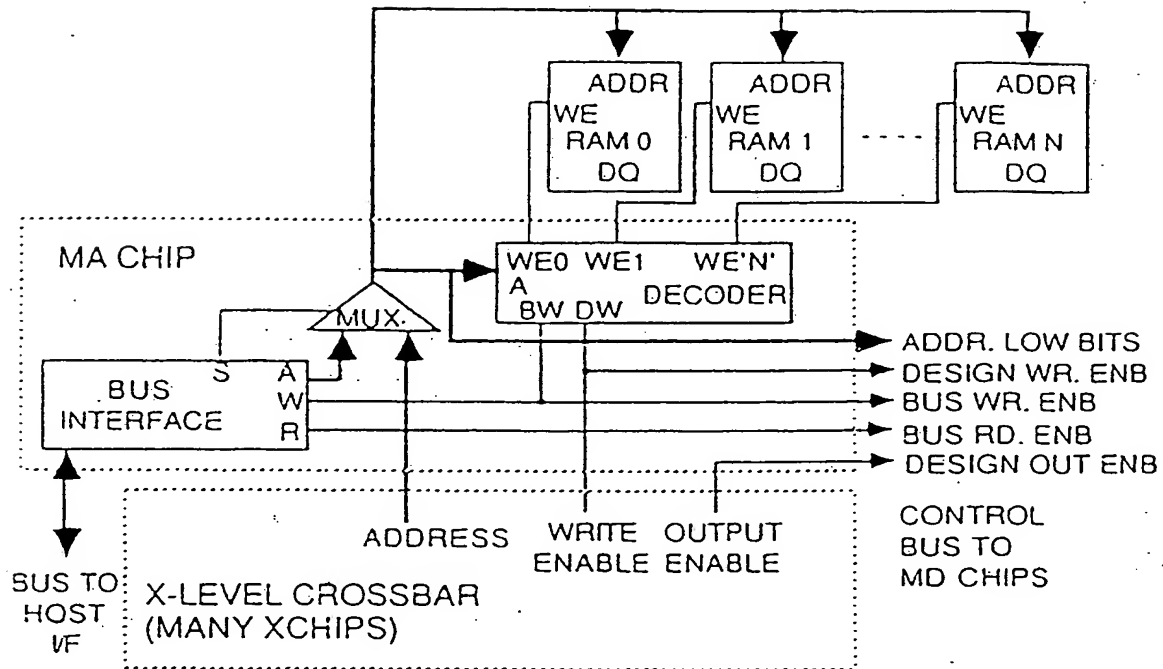 ADDR
WE
RAM 0
DQ
ADDR
WE
RAM 1
DQ
ADDR
WE
RAM N
DQ
MA CHIP
WE0 WE1 WE'N'
A
DECODER
BW DW
MUX
S
A
BUS
INTERFACE
W
R
ADDR. LOW BITS
DESIGN WR. ENB
BUS WR. ENB
BUS RD. ENB
DESIGN OUT ENB
ADDRESS
WRITE
ENABLE
OUTPUT
ENABLE
CONTROL
BUS TO
MD CHIPS
BUS TO
HOST
I/F
X-LEVEL CROSSBAR
(MANY XCHIPS)